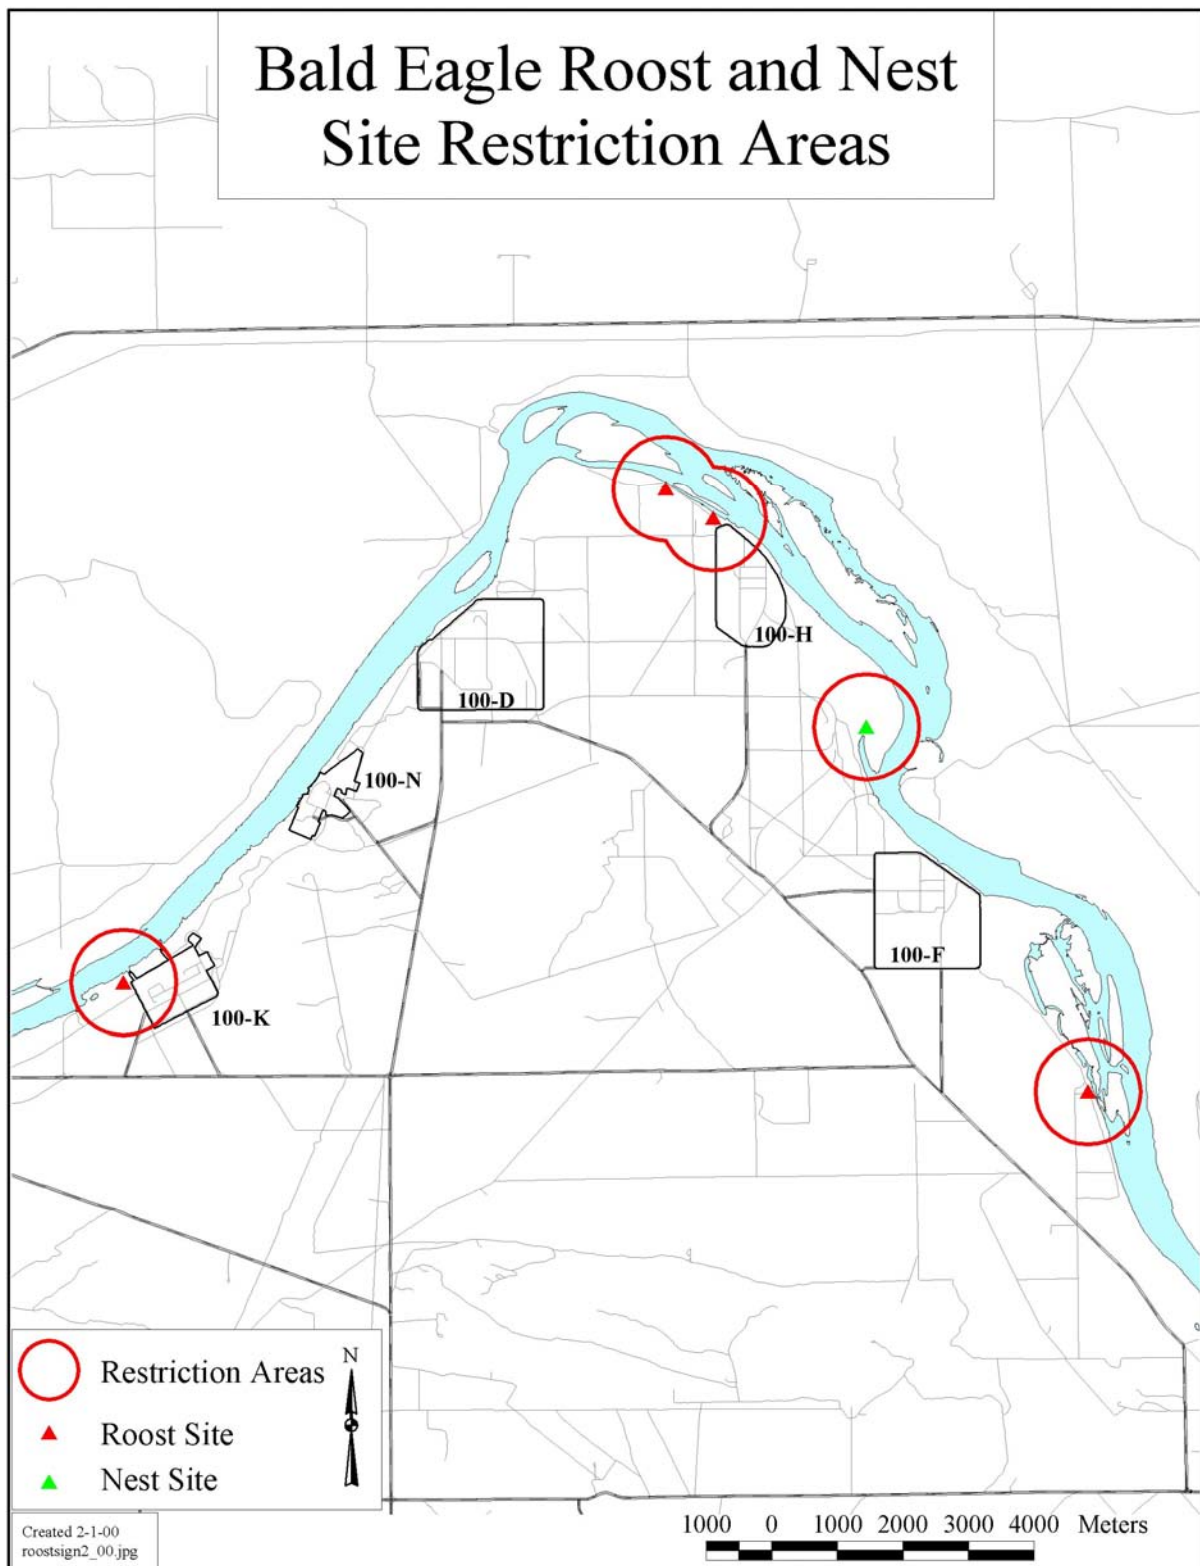 Bald Eagle Roost and Nest
Site Restriction Areas
100-H
100-D
100-N
100-F
100-K
N
Restriction Areas
Roost Site
Nest Site
Created 2-1-00
roostsign2_00.jpg
1000 0 1000 2000 3000 4000 Meters